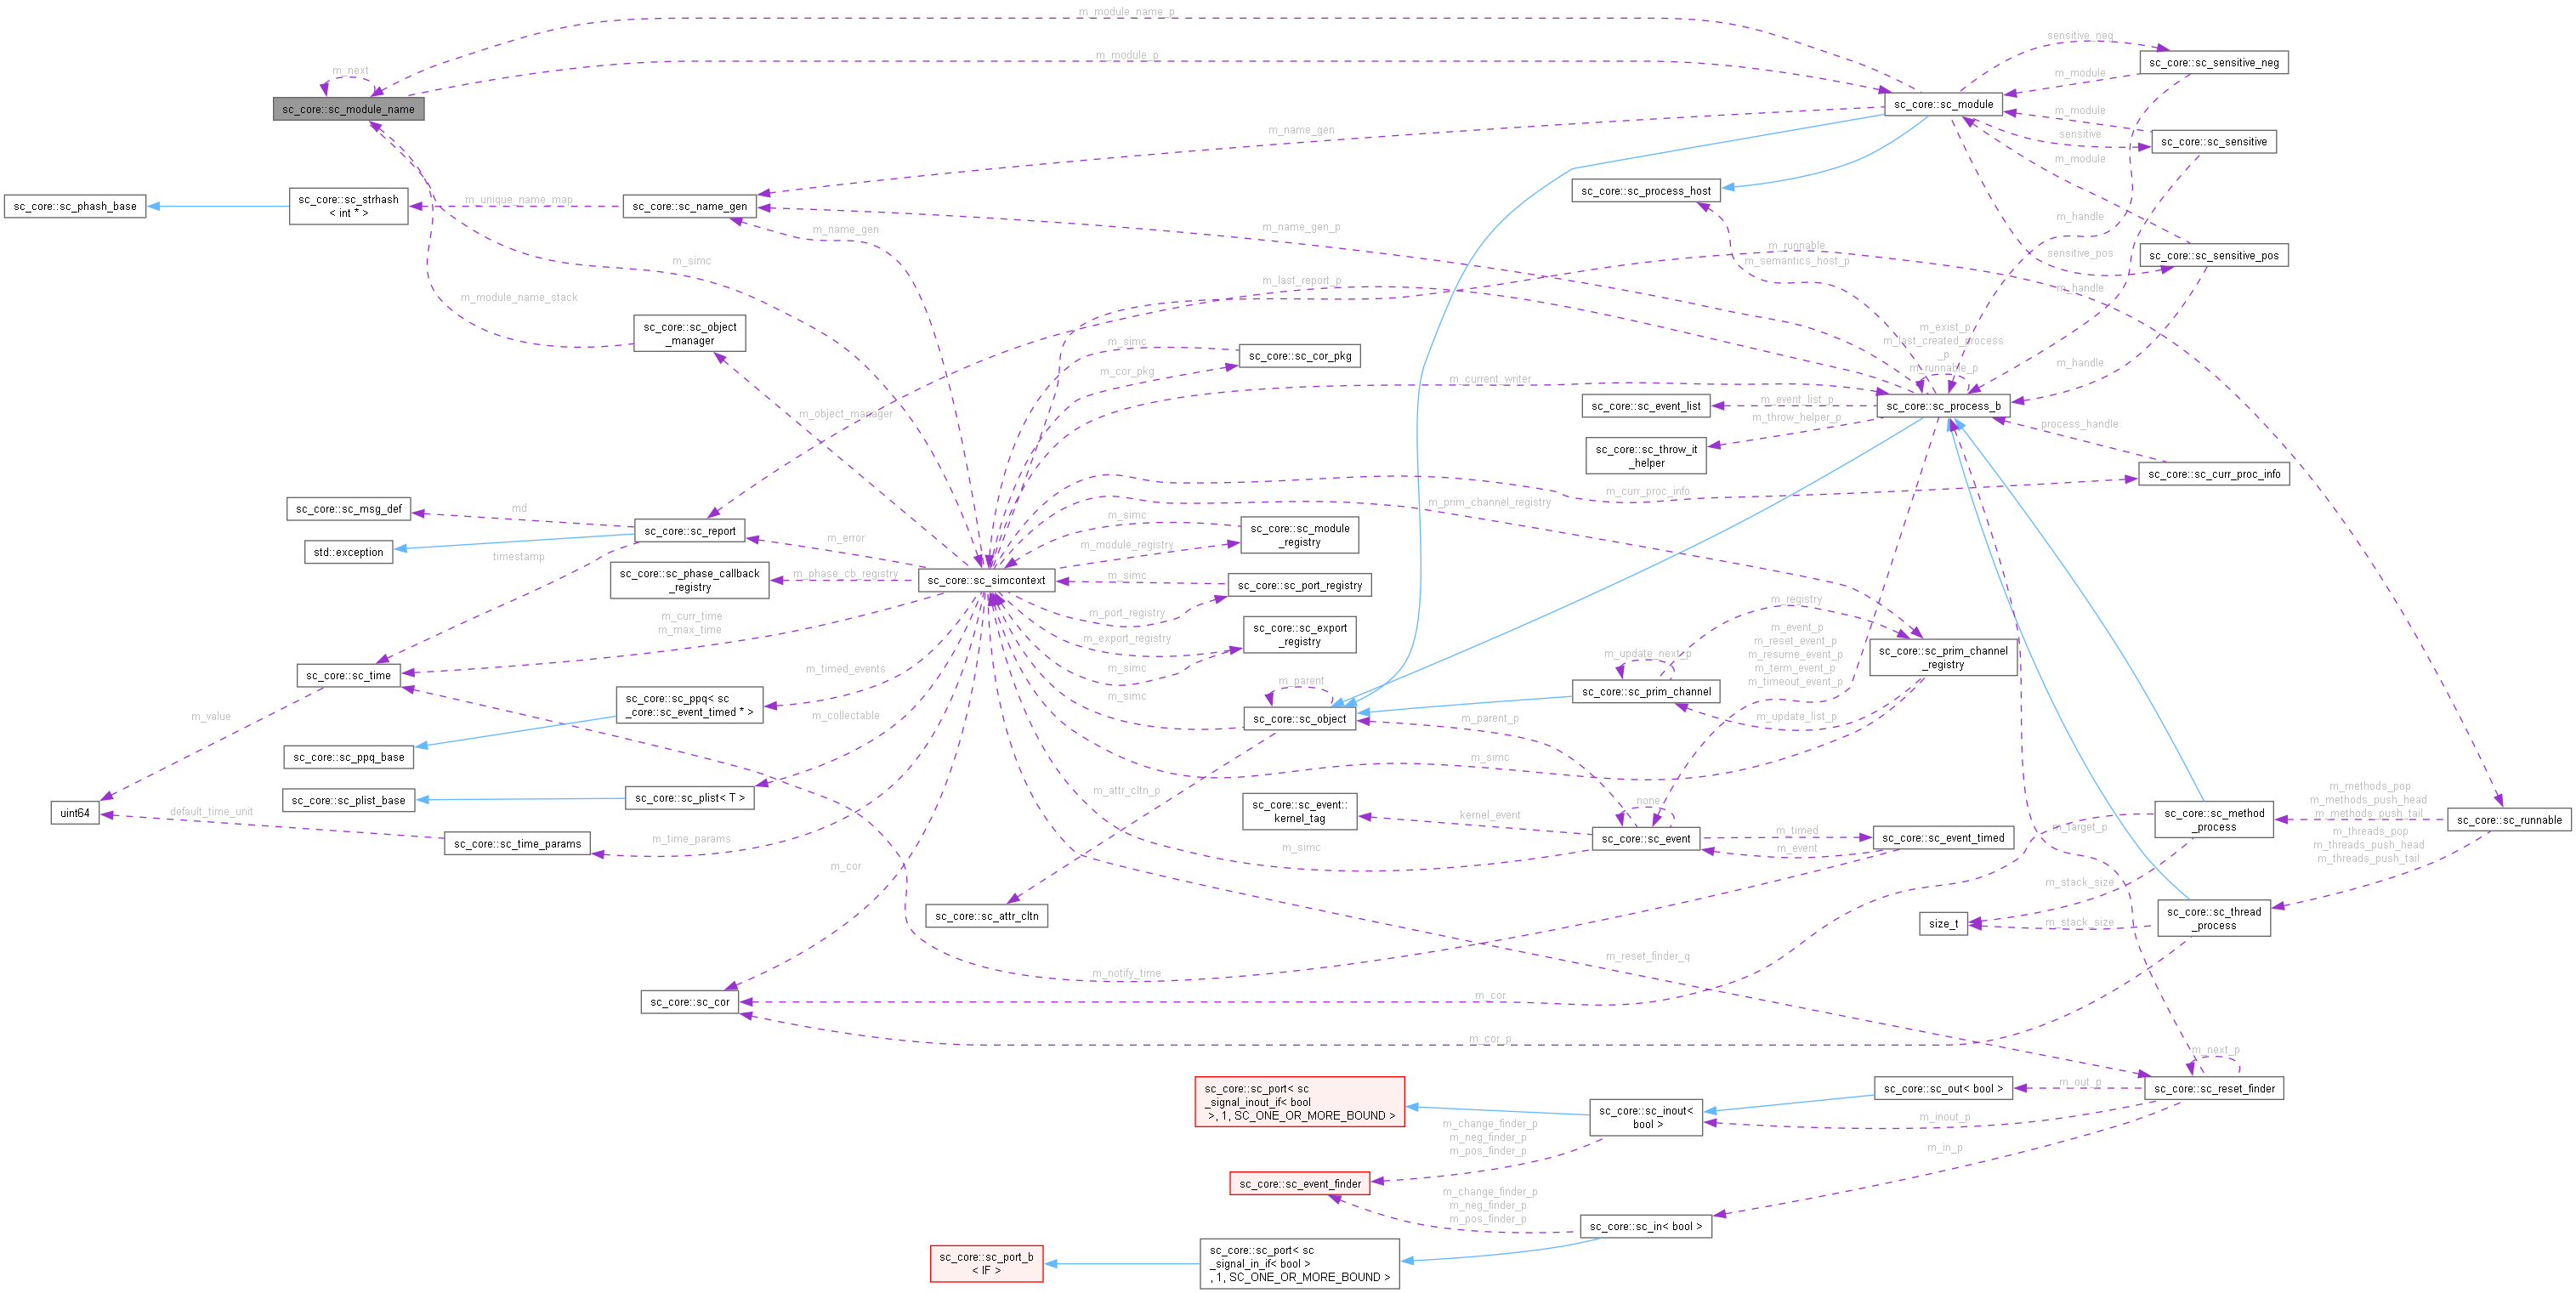 m_module_name_p
sensitive_neg
m_module_p
sc_core::sc_sensitive_neg
m_next
m_module
sc_core::sc_module_name
sc_core::sc_module
m_module
m_name_gen
sensitive
sc_core::sc_sensitive
m_module
sc_core::sc_process_host
sc_core::sc_phash_base
sc_core::sc_strhash
< int * >
m_unique_name_map
sc_core::sc_name_gen
m_handle
m_name_gen
m_name_gen_p
m_runnable
sensitive_pos
sc_core::sc_sensitive_pos
m_simc
m_semantics_host_p
m_last_report_p
m_handle
m_module_name_stack
sc_core::sc_object
_manager
m_exist_p
m_last_created_process
_p
m_runnable_p
m_simc
sc_core::sc_cor_pkg
m_cor_pkg
m_handle
m_current_writer
m_event_list_p
sc_core::sc_event_list
sc_core::sc_process_b
m_object_manager
m_throw_helper_p
process_handle
sc_core::sc_throw_it
_helper
sc_core::sc_curr_proc_info
m_curr_proc_info
m_prim_channel_registry
sc_core::sc_msg_def
md
sc_core::sc_report
m_simc
sc_core::sc_module
_registry
m_error
m_module_registry
std::exception
timestamp
sc_core::sc_phase_callback
_registry
m_phase_cb_registry
sc_core::sc_simcontext
m_simc
sc_core::sc_port_registry
m_port_registry
m_registry
m_curr_time
m_max_time
m_export_registry
sc_core::sc_export
_registry
m_event_p
m_reset_event_p
m_resume_event_p
m_term_event_p
m_timeout_event_p
m_update_next_p
sc_core::sc_prim_channel
_registry
sc_core::sc_time
m_timed_events
m_simc
m_parent
sc_core::sc_prim_channel
sc_core::sc_ppq< sc
_core::sc_event_timed * >
m_simc
m_value
m_collectable
sc_core::sc_object
m_parent_p
m_update_list_p
sc_core::sc_ppq_base
m_simc
m_attr_cltn_p
m_methods_pop
m_methods_push_head
m_methods_push_tail
sc_core::sc_plist_base
sc_core::sc_plist< T >
sc_core::sc_event::
kernel_tag
none
kernel_event
uint64
default_time_unit
sc_core::sc_method
_process
sc_core::sc_runnable
m_target_p
m_threads_pop
m_threads_push_head
m_threads_push_tail
sc_core::sc_time_params
m_time_params
sc_core::sc_event
m_timed
sc_core::sc_event_timed
m_simc
m_event
m_cor
m_stack_size
sc_core::sc_attr_cltn
size_t
m_stack_size
sc_core::sc_thread
_process
m_reset_finder_q
m_notify_time
sc_core::sc_cor
m_cor
m_cor_p
m_next_p
sc_core::sc_port< sc
_signal_inout_if< bool
>, 1, SC_ONE_OR_MORE_BOUND >
sc_core::sc_out< bool >
m_out_p
sc_core::sc_reset_finder
sc_core::sc_inout<
bool >
m_inout_p
m_change_finder_p
m_neg_finder_p
m_pos_finder_p
m_in_p
sc_core::sc_event_finder
m_change_finder_p
m_neg_finder_p
m_pos_finder_p
sc_core::sc_in< bool >
sc_core::sc_port_b
< IF >
sc_core::sc_port< sc
_signal_in_if< bool >
, 1, SC_ONE_OR_MORE_BOUND >